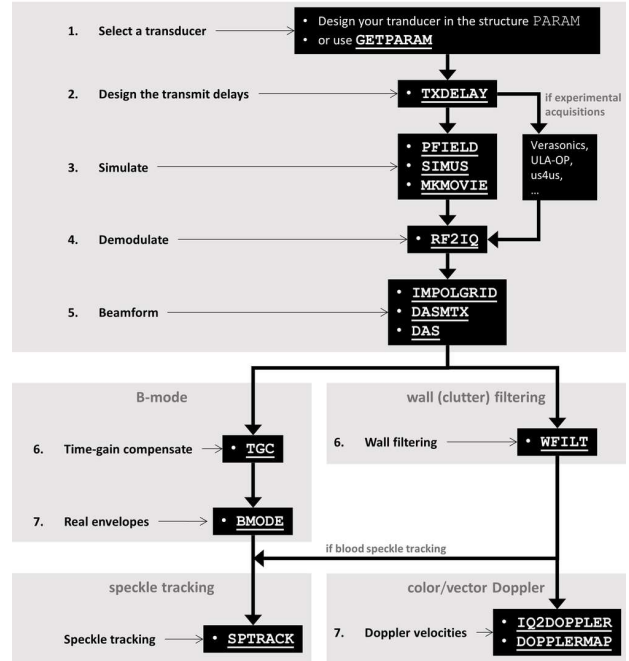 • Design your tranducer in the structure PARAM
1. Select a transducer
• or use GETPARAM
2. Design the transmit delays
• TXDELAY
if experimental
acquisitions
• PFIELD
3. Simulate
• SIMUS
• MKMOVIE
Verasonics,
ULA-OP,
us4us,
...
4. Demodulate
• RF2IQ
• IMPOLGRID
5. Beamform
• DASMTX
• DAS
B-mode
wall (clutter) filtering
6. Time-gain compensate
• TGC
6. Wall filtering
• WFILT
7. Real envelopes
• BMODE
if blood speckle tracking
speckle tracking
color/vector Doppler
Speckle tracking
• SPTRACK
7. Doppler velocities
• IQ2DOPPLER
• DOPPLERMAP